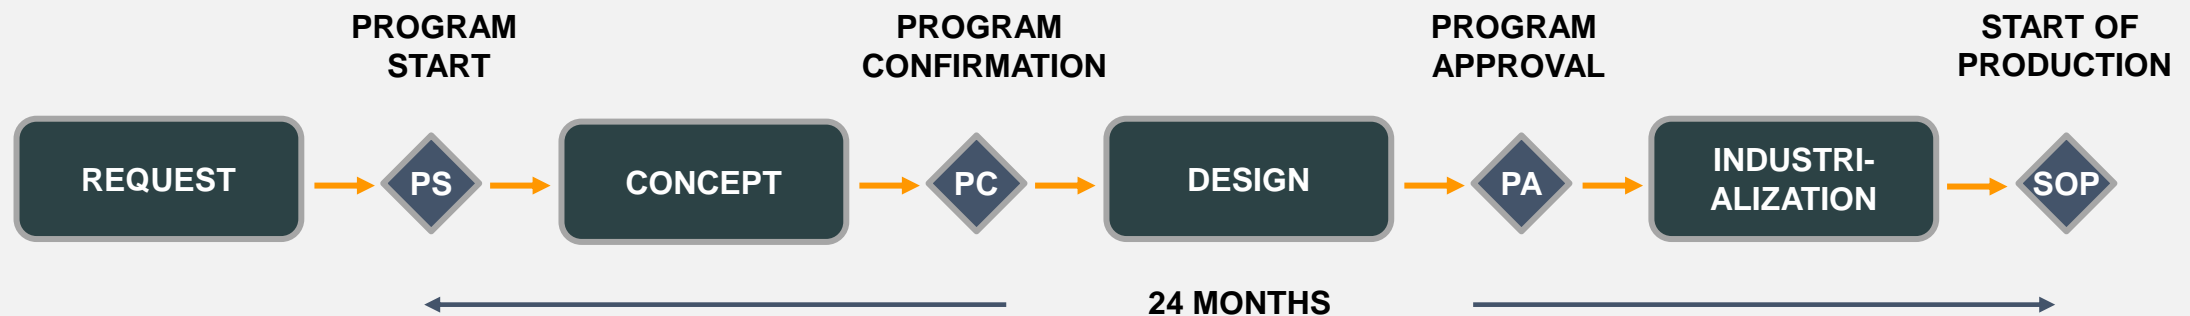 PROGRAM
START
PROGRAM
CONFIRMATION
PROGRAM
APPROVAL
START OF
PRODUCTION
REQUEST
PS
CONCEPT
PC
DESIGN
PA
INDUSTRI-
ALIZATION
SOP
24 MONTHS